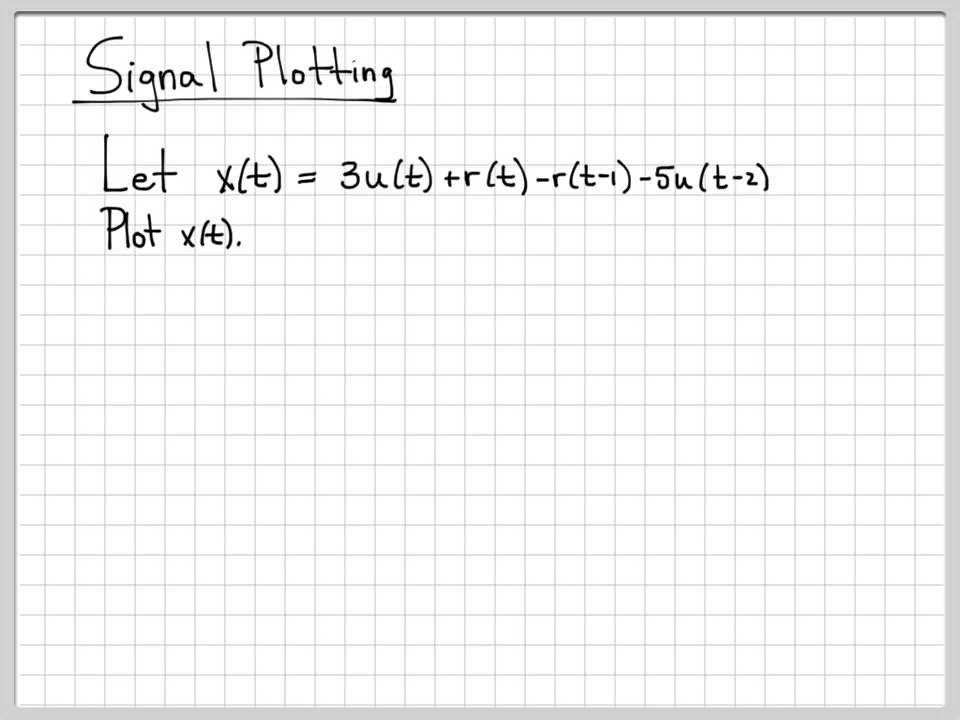 Signal Plotting
Let x(t) = 3u(t) +r(t) -r(t-1) -5u(t-2)
Plot x(t).